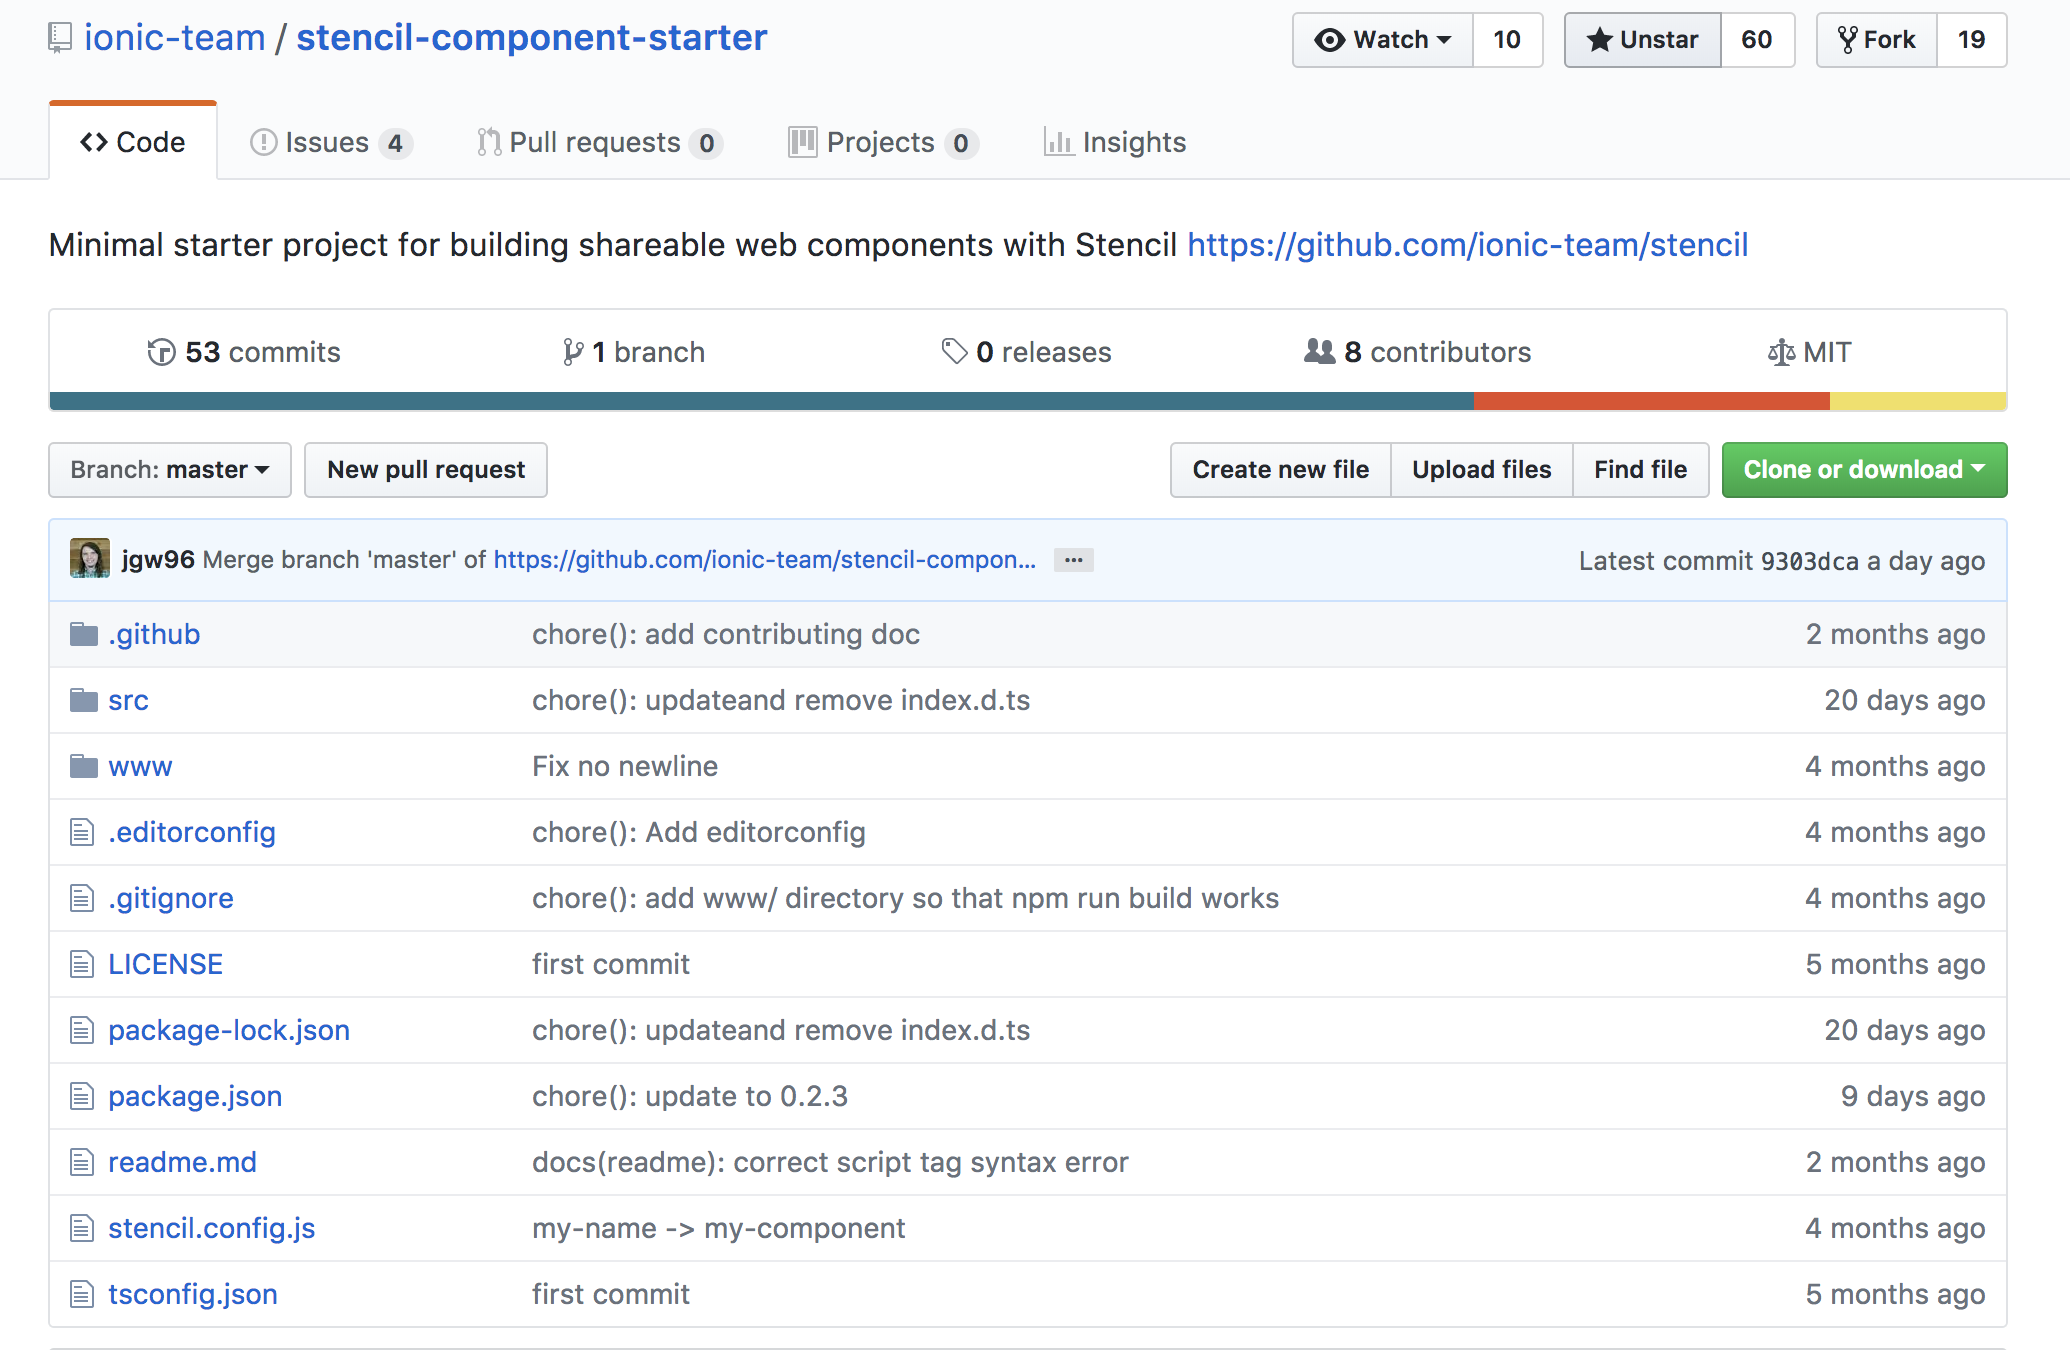 ionic-team / stencil-component-starter Watch 10 Unstar 60 Fork 19
Code Issues 4 Pull requests 0 Projects 0 Insights
Minimal starter project for building shareable web components with Stencil https://github.com/ionic-team/stencil
53 commits 1 branch 0 releases 8 contributors MIT
Branch: master New pull request Create new file Upload files Find file Clone or download
jgw96 Merge branch 'master' of https://github.com/ionic-team/stencil-compon... ... Latest commit 9303dca a day ago
.github chore(): add contributing doc 2 months ago
src chore(): updateand remove index.d.ts 20 days ago
www Fix no newline 4 months ago
.editorconfig chore(): Add editorconfig 4 months ago
.gitignore chore(): add www/ directory so that npm run build works 4 months ago
LICENSE first commit 5 months ago
package-lock.json chore(): updateand remove index.d.ts 20 days ago
package.json chore(): update to 0.2.3 9 days ago
readme.md docs(readme): correct script tag syntax error 2 months ago
stencil.config.js my-name -> my-component 4 months ago
tsconfig.json first commit 5 months ago